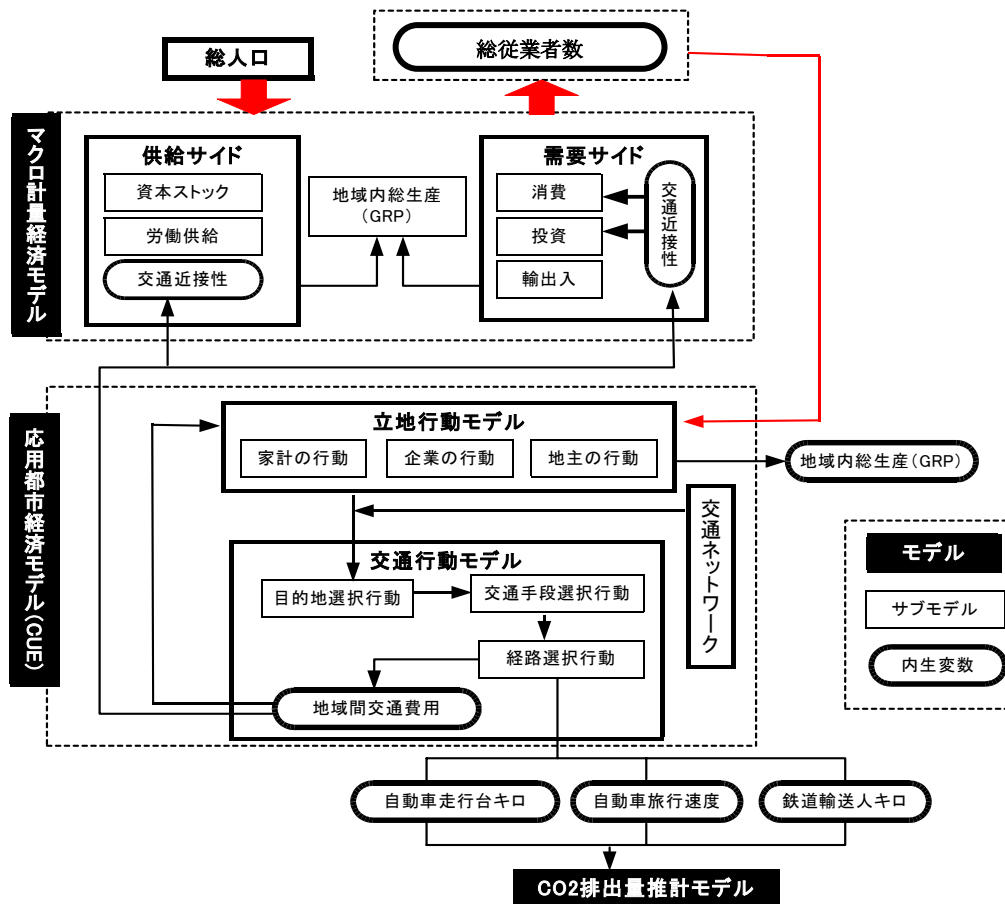 総人口
総従業者数
マクロ計量経済モデル
供給サイド
資本ストック
労働供給
交通近接性
地域内総生産
(GRP)
需要サイド
消費
投資
輸出入
交通近接性
応用都市経済モデル(CUE)
立地行動モデル
家計の行動
企業の行動
地主の行動
地域内総生産(GRP)
交通ネットワーク
交通行動モデル
目的地選択行動
交通手段選択行動
経路選択行動
地域間交通費用
モデル
サブモデル
内生変数
自動車走行台キロ
自動車旅行速度
鉄道輸送人キロ
CO2排出量推計モデル